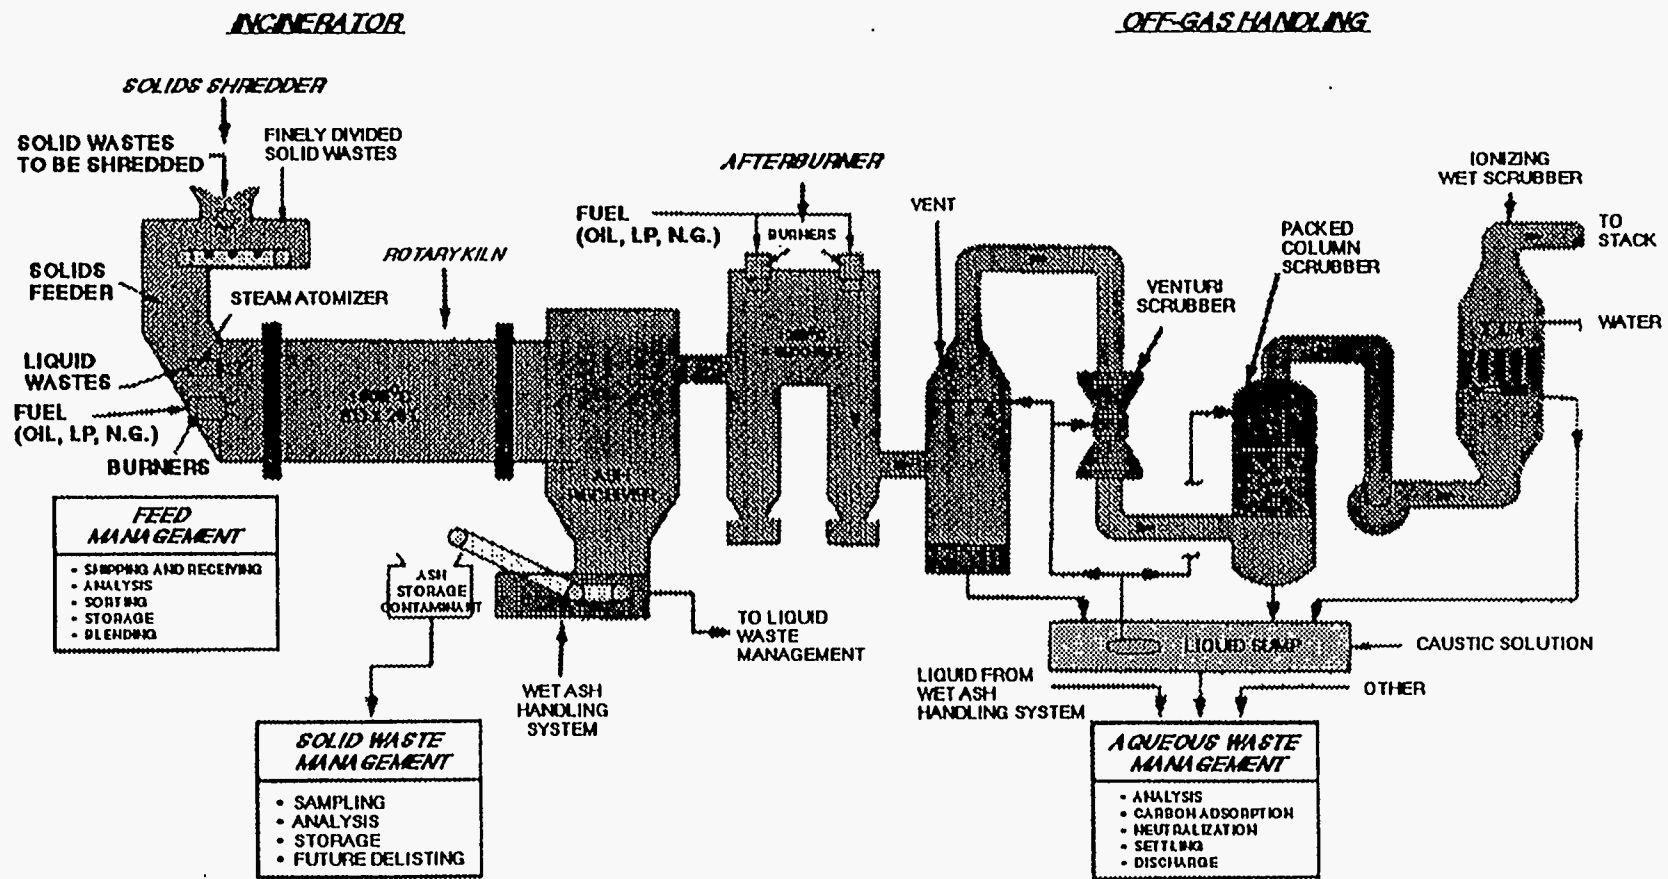 INCINERATOR
OFF-GAS HANDLING
SOLIDS SHREDDER
SOLID WASTES
TO BE SHREDDED
FINELY DIVIDED
SOLID WASTES
SOLIDS
FEEDER
STEAM ATOMIZER
LIQUID
WASTES
FUEL
(OIL, LP, N.G.)
BURNERS
ROTARY KILN
ASH
RECEIVER
AFTERBURNER
FUEL
(OIL, LP, N.G.)
BURNERS
VENT
VENTURI
SCRUBBER
PACKED
COLUMN
SCRUBBER
IONIZING
WET SCRUBBER
TO
STACK
WATER
FEED
MANAGEMENT
• SHIPPING AND RECEIVING
• ANALYSIS
• SORTING
• STORAGE
• BLENDING
ASH
STORAGE
CONTAMINANT
TO LIQUID
WASTE
MANAGEMENT
WET ASH
HANDLING
SYSTEM
SOLID WASTE
MANAGEMENT
• SAMPLING
• ANALYSIS
• STORAGE
• FUTURE DELISTING
LIQUID SUMP
CAUSTIC SOLUTION
LIQUID FROM
WET ASH
HANDLING SYSTEM
OTHER
AQUEOUS WASTE
MANAGEMENT
• ANALYSIS
• CARBON ADSORPTION
• NEUTRALIZATION
• SETTLING
• DISCHARGE